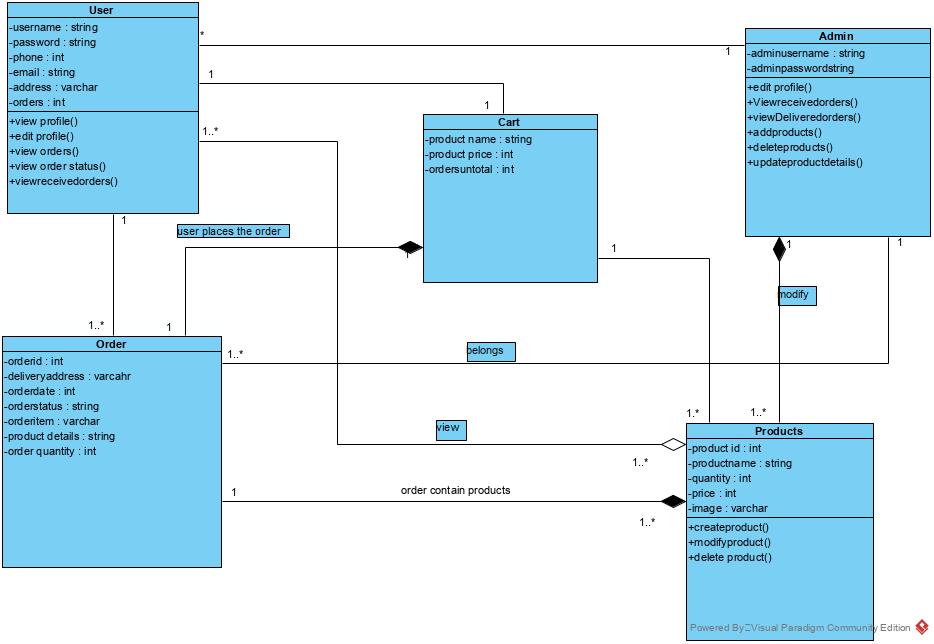 User
-username : string
-password : string
-phone : int
-email : string
-address : varchar
-orders : int
+view profile()
+edit profile()
+view orders()
+view order status()
+viewreceivedorders()
*
1
1
1
1..*
Admin
-adminusername : string
-adminpasswordstring
+edit profile()
+Viewreceivedorders()
+viewDeliveredorders()
+addproducts()
+deleteproducts()
+updateproductdetails()
Cart
-product name : string
-product price : int
-ordersuntotal : int
1
user places the order
1
1
1
1
modify
1..*
1
Order
-orderid : int
-deliveryaddress : varcahr
-orderdate : int
-orderstatus : string
-orderitem : varchar
-product details : string
-order quantity : int
1..*
belongs
1.*
1..*
view
1..*
1
order contain products
1..*
Products
-product id : int
-productname : string
-quantity : int
-price : int
-image : varchar
+createproduct()
+modifyproduct()
+delete product()
Powered By Visual Paradigm Community Edition